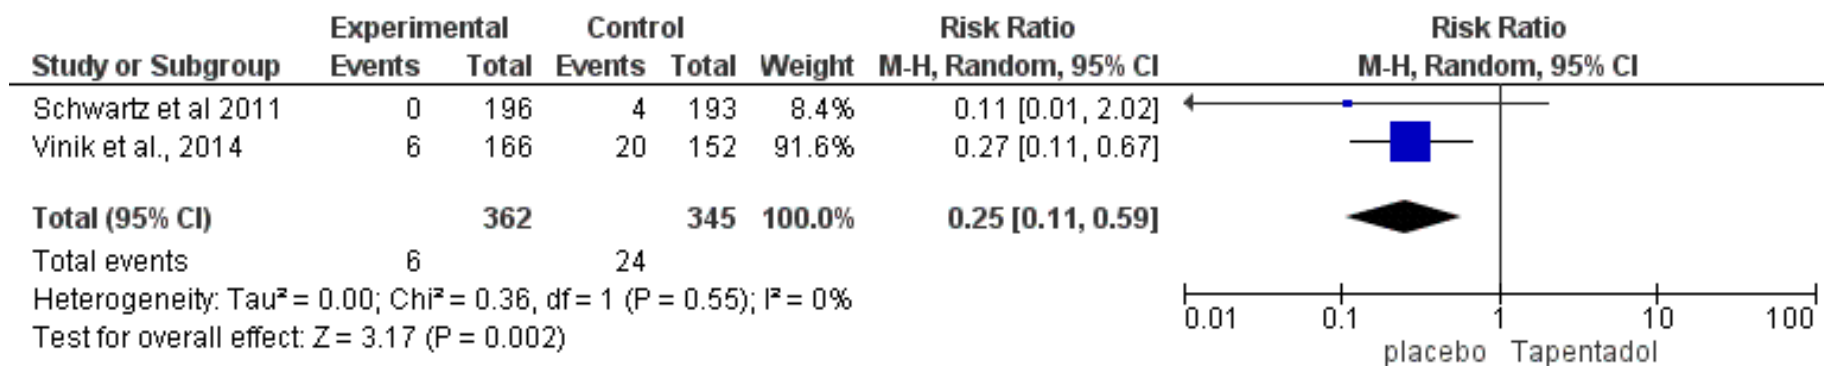 Experimental Control Risk Ratio Risk Ratio
Study or Subgroup Events Total Events Total Weight M-H, Random, 95% CI M-H, Random, 95% CI
Schwartz et al 2011 0 196 4 193 8.4% 0.11 [0.01, 2.02]
Vinik et al., 2014 6 166 20 152 91.6% 0.27 [0.11, 0.67]
Total (95% CI) 362 345 100.0% 0.25 [0.11, 0.59]
Total events 6 24
Heterogeneity: Tau² = 0.00; Chi² = 0.36, df = 1 (P = 0.55); I² = 0%
Test for overall effect: Z = 3.17 (P = 0.002)
0.01 0.1 1 10 100
placebo Tapentadol